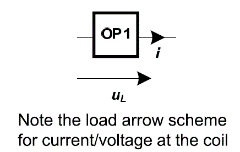 OP1
i
uL
Note the load arrow scheme
for current/voltage at the coil